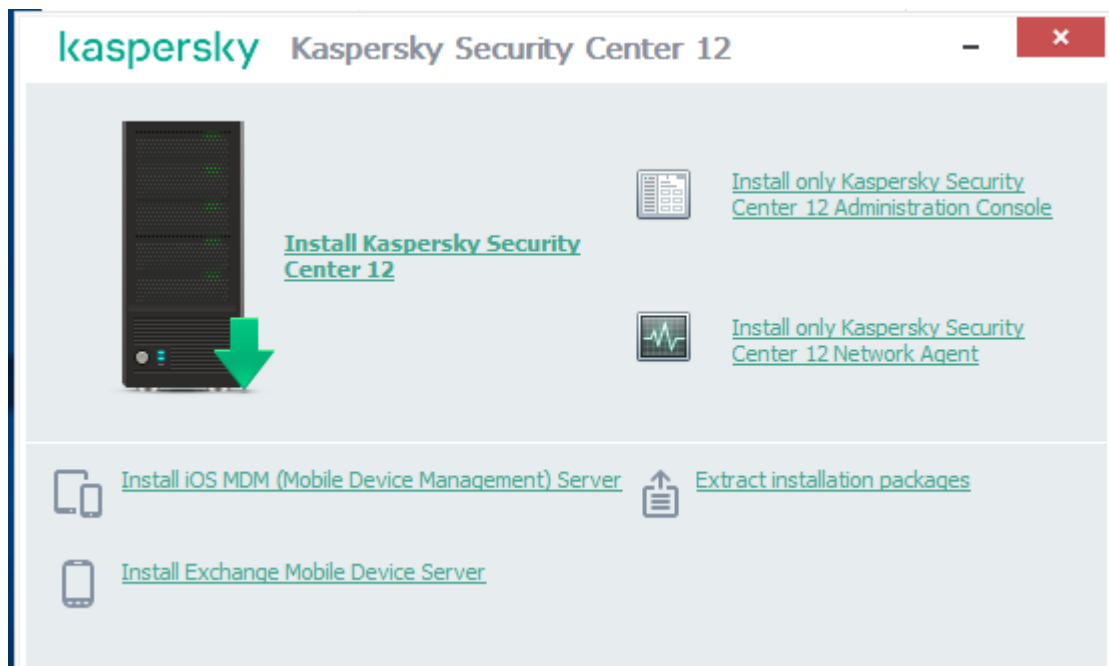 kaspersky Kaspersky Security Center 12
Install Kaspersky Security
Center 12
Install only Kaspersky Security
Center 12 Administration Console
Install only Kaspersky Security
Center 12 Network Agent
Install iOS MDM (Mobile Device Management) Server
Extract installation packages
Install Exchange Mobile Device Server